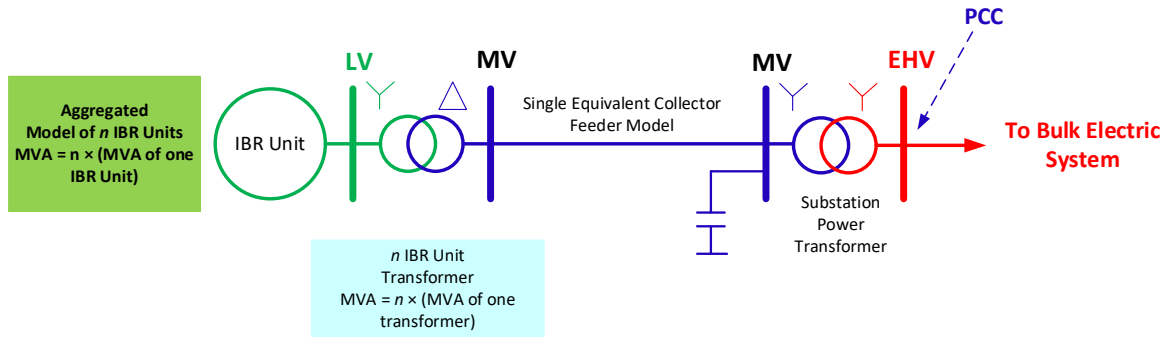 PCC
LV
MV
MV
EHV
Aggregated
Model of n IBR Units
MVA = n × (MVA of one
IBR Unit)
IBR Unit
Single Equivalent Collector
Feeder Model
To Bulk Electric
System
Substation
Power
Transformer
n IBR Unit
Transformer
MVA = n × (MVA of one
transformer)